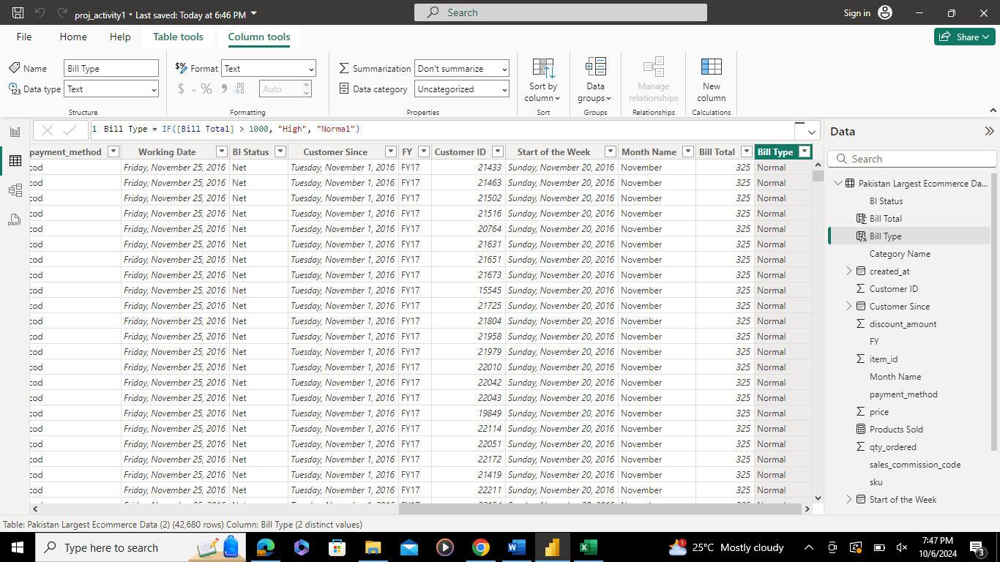 proj_activity1 • Last saved: Today at 6:46 PM
Search
Sign in
File Home Help Table tools Column tools
Share
Name Bill Type
Data type Text
Structure
Format Text
$ % 9 .00 Auto
Formatting
Summarization Don't summarize
Data category Uncategorized
Properties
Sort by
column
Sort
Data
groups
Groups
Manage
relationships
Relationships
New
column
Calculations
1 Bill Type = IF([Bill Total] > 1000, "High", "Normal")
payment_method Working Date BI Status Customer Since FY Customer ID Start of the Week Month Name Bill Total Bill Type
cod Friday, November 25, 2016 Net Tuesday, November 1, 2016 FY17 21433 Sunday, November 20, 2016 November 325 Normal
cod Friday, November 25, 2016 Net Tuesday, November 1, 2016 FY17 21463 Sunday, November 20, 2016 November 325 Normal
cod Friday, November 25, 2016 Net Tuesday, November 1, 2016 FY17 21502 Sunday, November 20, 2016 November 325 Normal
cod Friday, November 25, 2016 Net Tuesday, November 1, 2016 FY17 21516 Sunday, November 20, 2016 November 325 Normal
cod Friday, November 25, 2016 Net Tuesday, November 1, 2016 FY17 20764 Sunday, November 20, 2016 November 325 Normal
cod Friday, November 25, 2016 Net Tuesday, November 1, 2016 FY17 21631 Sunday, November 20, 2016 November 325 Normal
cod Friday, November 25, 2016 Net Tuesday, November 1, 2016 FY17 21651 Sunday, November 20, 2016 November 325 Normal
cod Friday, November 25, 2016 Net Tuesday, November 1, 2016 FY17 21673 Sunday, November 20, 2016 November 325 Normal
cod Friday, November 25, 2016 Net Tuesday, November 1, 2016 FY17 15545 Sunday, November 20, 2016 November 325 Normal
cod Friday, November 25, 2016 Net Tuesday, November 1, 2016 FY17 21725 Sunday, November 20, 2016 November 325 Normal
cod Friday, November 25, 2016 Net Tuesday, November 1, 2016 FY17 21804 Sunday, November 20, 2016 November 325 Normal
cod Friday, November 25, 2016 Net Tuesday, November 1, 2016 FY17 21958 Sunday, November 20, 2016 November 325 Normal
cod Friday, November 25, 2016 Net Tuesday, November 1, 2016 FY17 21979 Sunday, November 20, 2016 November 325 Normal
cod Friday, November 25, 2016 Net Tuesday, November 1, 2016 FY17 22010 Sunday, November 20, 2016 November 325 Normal
cod Friday, November 25, 2016 Net Tuesday, November 1, 2016 FY17 22042 Sunday, November 20, 2016 November 325 Normal
cod Friday, November 25, 2016 Net Tuesday, November 1, 2016 FY17 22043 Sunday, November 20, 2016 November 325 Normal
cod Friday, November 25, 2016 Net Tuesday, November 1, 2016 FY17 19849 Sunday, November 20, 2016 November 325 Normal
cod Friday, November 25, 2016 Net Tuesday, November 1, 2016 FY17 22114 Sunday, November 20, 2016 November 325 Normal
cod Friday, November 25, 2016 Net Tuesday, November 1, 2016 FY17 22051 Sunday, November 20, 2016 November 325 Normal
cod Friday, November 25, 2016 Net Tuesday, November 1, 2016 FY17 22172 Sunday, November 20, 2016 November 325 Normal
cod Friday, November 25, 2016 Net Tuesday, November 1, 2016 FY17 21419 Sunday, November 20, 2016 November 325 Normal
cod Friday, November 25, 2016 Net Tuesday, November 1, 2016 FY17 22211 Sunday, November 20, 2016 November 325 Normal
Data
Search
Pakistan Largest Ecommerce Da...
BI Status
Bill Total
Bill Type
Category Name
created_at
Customer ID
Customer Since
discount_amount
FY
item_id
Month Name
payment_method
price
Products Sold
qty_ordered
sales_commission_code
sku
Start of the Week
Table: Pakistan Largest Ecommerce Data (2) (42,680 rows) Column: Bill Type (2 distinct values)
Type here to search
25°C Mostly cloudy
7:47 PM
10/6/2024
3